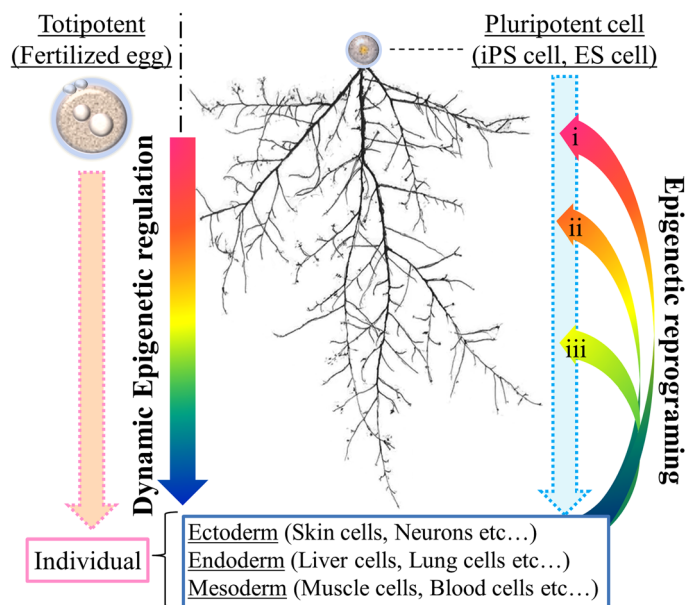 Totipotent
(Fertilized egg)
Pluripotent cell
(iPS cell, ES cell)
Dynamic Epigenetic regulation
i
ii
iii
Epigenetic reprograming
Individual
Ectoderm (Skin cells, Neurons etc…)
Endoderm (Liver cells, Lung cells etc…)
Mesoderm (Muscle cells, Blood cells etc…)